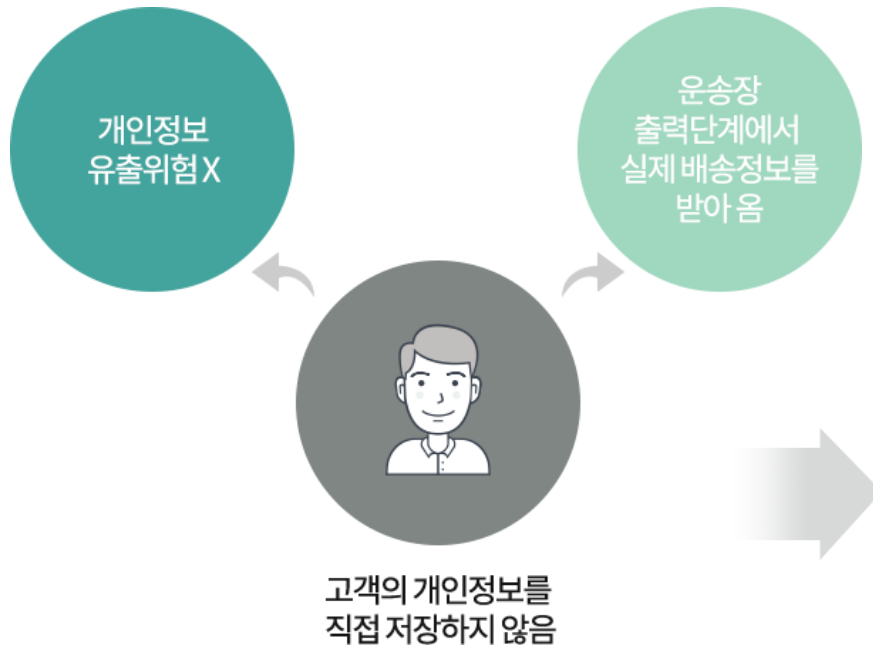 개인정보
유출위험 X
운송장
출력단계에서
실제 배송정보를
받아 옴
고객의 개인정보를
직접 저장하지 않음